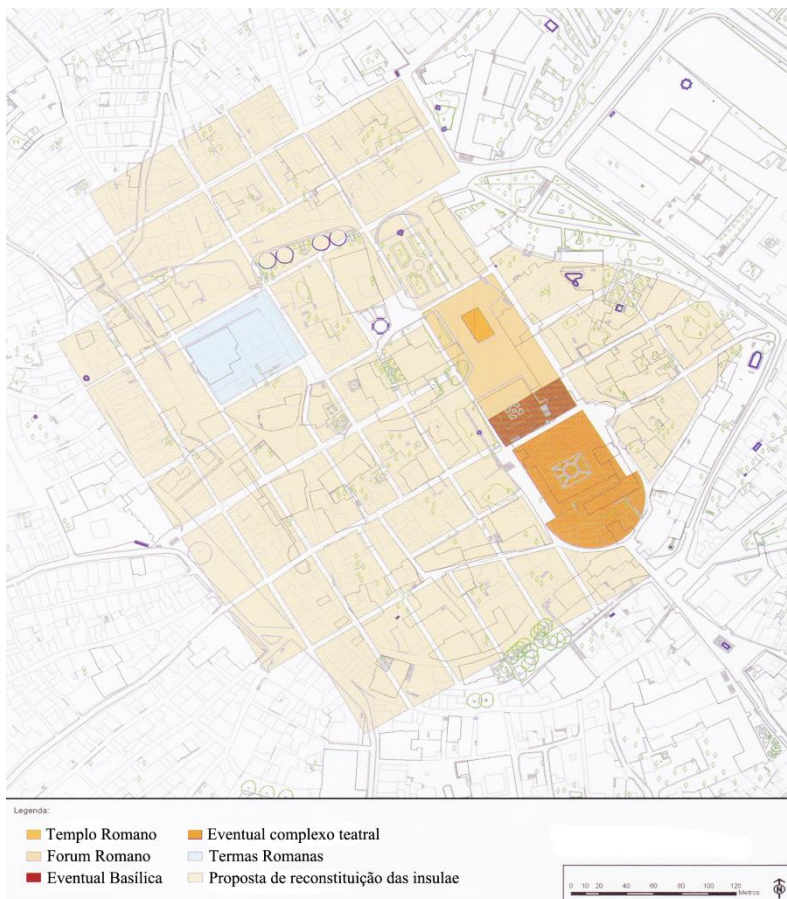 Legenda:
Templo Romano
Forum Romano
Eventual Basílica
Eventual complexo teatral
Termas Romanas
Proposta de reconstituição das insulae
0 10 20 40 60 80 100 120
Metros
N